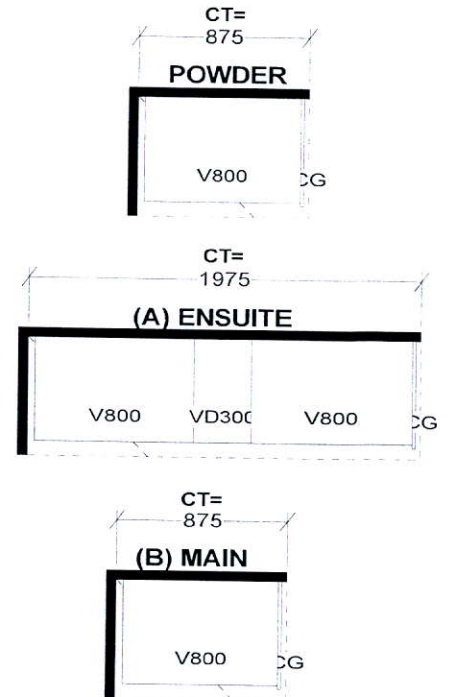 CT=
875
POWDER
V800 CG
CT=
1975
(A) ENSUITE
V800 VD300 V800 CG
CT=
875
(B) MAIN
V800 CG